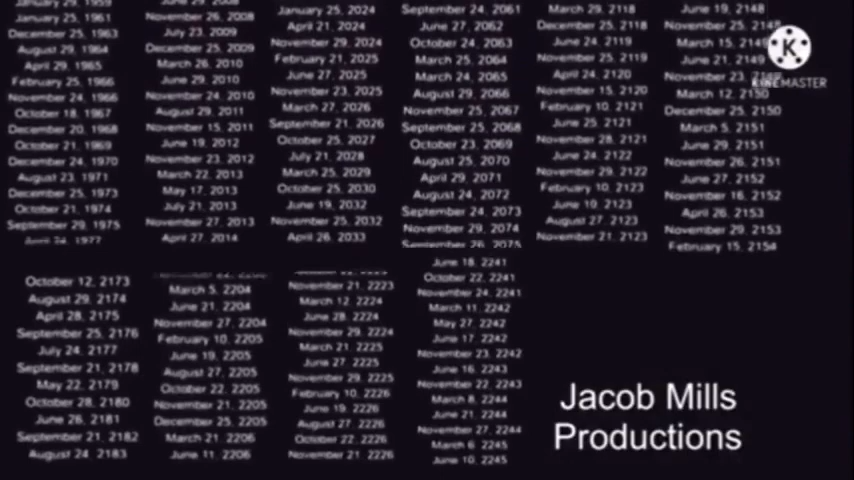 January 29, 1959
January 25, 1961
December 25, 1963
August 29, 1964
April 29, 1965
February 25, 1966
November 24, 1966
October 18, 1967
December 20, 1968
October 21, 1969
December 24, 1970
August 23, 1971
December 25, 1973
October 21, 1974
September 29, 1975
April 24, 1977
June 29, 2008
November 26, 2008
July 23, 2009
December 25, 2009
March 26, 2010
June 29, 2010
November 24, 2010
August 29, 2011
November 15, 2011
June 19, 2012
November 23, 2012
March 22, 2013
May 17, 2013
July 21, 2013
November 27, 2013
April 27, 2014
January 25, 2024
April 21, 2024
November 29, 2024
February 21, 2025
June 27, 2025
November 23, 2025
March 27, 2026
September 21, 2026
October 25, 2027
July 21, 2028
March 25, 2029
October 25, 2030
June 19, 2032
November 25, 2032
April 26, 2033
September 24, 2061
June 27, 2062
October 24, 2063
March 25, 2064
March 24, 2065
August 29, 2066
November 25, 2067
September 25, 2068
October 23, 2069
August 25, 2070
April 29, 2071
August 24, 2072
September 24, 2073
November 29, 2074
September 26, 2075
March 29, 2118
December 25, 2118
June 24, 2119
November 25, 2119
April 24, 2120
November 15, 2120
February 10, 2121
June 25, 2121
November 28, 2121
June 24, 2122
November 29, 2122
February 10, 2123
June 19, 2123
August 27, 2123
November 21, 2123
June 19, 2148
November 25, 2148
March 15, 2149
June 21, 2149
November 23,
March 12, 2150
December 25, 2150
March 5, 2151
June 29, 2151
November 26, 2151
June 27, 2152
November 16, 2152
April 26, 2153
November 29, 2153
February 15, 2154
KINEMASTER
October 12, 2173
August 29, 2174
April 28, 2175
September 25, 2176
July 24, 2177
September 21, 2178
May 22, 2179
October 28, 2180
June 26, 2181
September 21, 2182
August 24, 2183
March 5, 2204
June 21, 2204
November 27, 2204
February 10, 2205
June 19, 2205
August 27, 2205
October 22, 2205
November 21, 2205
December 25, 2205
March 21, 2206
June 11, 2206
November 21, 2223
March 12, 2224
June 28, 2224
November 29, 2224
March 21, 2225
June 27, 2225
November 29, 2225
February 10, 2226
June 19, 2226
August 27, 2226
October 22, 2226
November 21, 2226
June 18, 2241
October 22, 2241
November 24, 2241
March 11, 2242
May 27, 2242
June 17, 2242
November 23, 2242
June 16, 2243
November 22, 2243
March 8, 2244
June 21, 2244
November 27, 2244
March 6, 2245
June 10, 2245
Jacob Mills
Productions